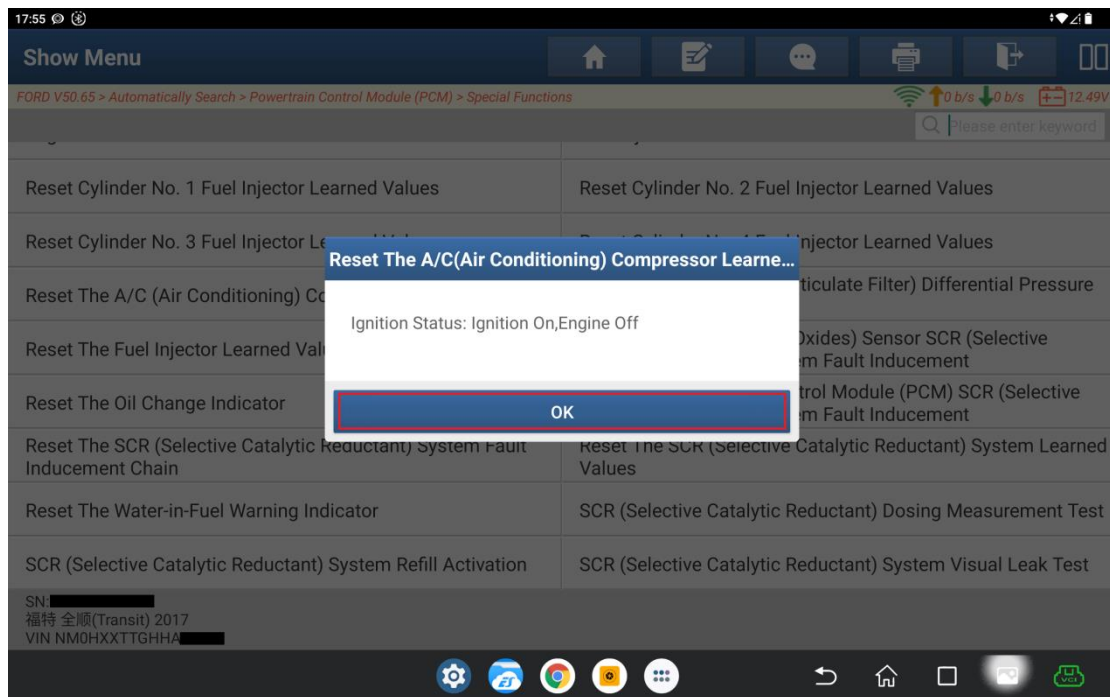 17:55
Show Menu
FORD V50.65 > Automatically Search > Powertrain Control Module (PCM) > Special Functions
0 b/s 0 b/s 12.49V
Please enter keyword
Reset Cylinder No. 1 Fuel Injector Learned Values
Reset Cylinder No. 2 Fuel Injector Learned Values
Reset Cylinder No. 3 Fuel Injector Le
njector Learned Values
Reset The A/C(Air Conditioning) Compressor Learne...
Reset The A/C (Air Conditioning) Co
ticulate Filter) Differential Pressure
Ignition Status: Ignition On,Engine Off
Reset The Fuel Injector Learned Val
Oxides) Sensor SCR (Selective
em Fault Inducement
Reset The Oil Change Indicator
OK
trol Module (PCM) SCR (Selective
em Fault Inducement
Reset The SCR (Selective Catalytic Reductant) System Fault
Inducement Chain
Reset The SCR (Selective Catalytic Reductant) System Learned
Values
Reset The Water-in-Fuel Warning Indicator
SCR (Selective Catalytic Reductant) Dosing Measurement Test
SCR (Selective Catalytic Reductant) System Refill Activation
SCR (Selective Catalytic Reductant) System Visual Leak Test
SN:
福特 全顺(Transit) 2017
VIN NM0HXXTTGHHA
VCI